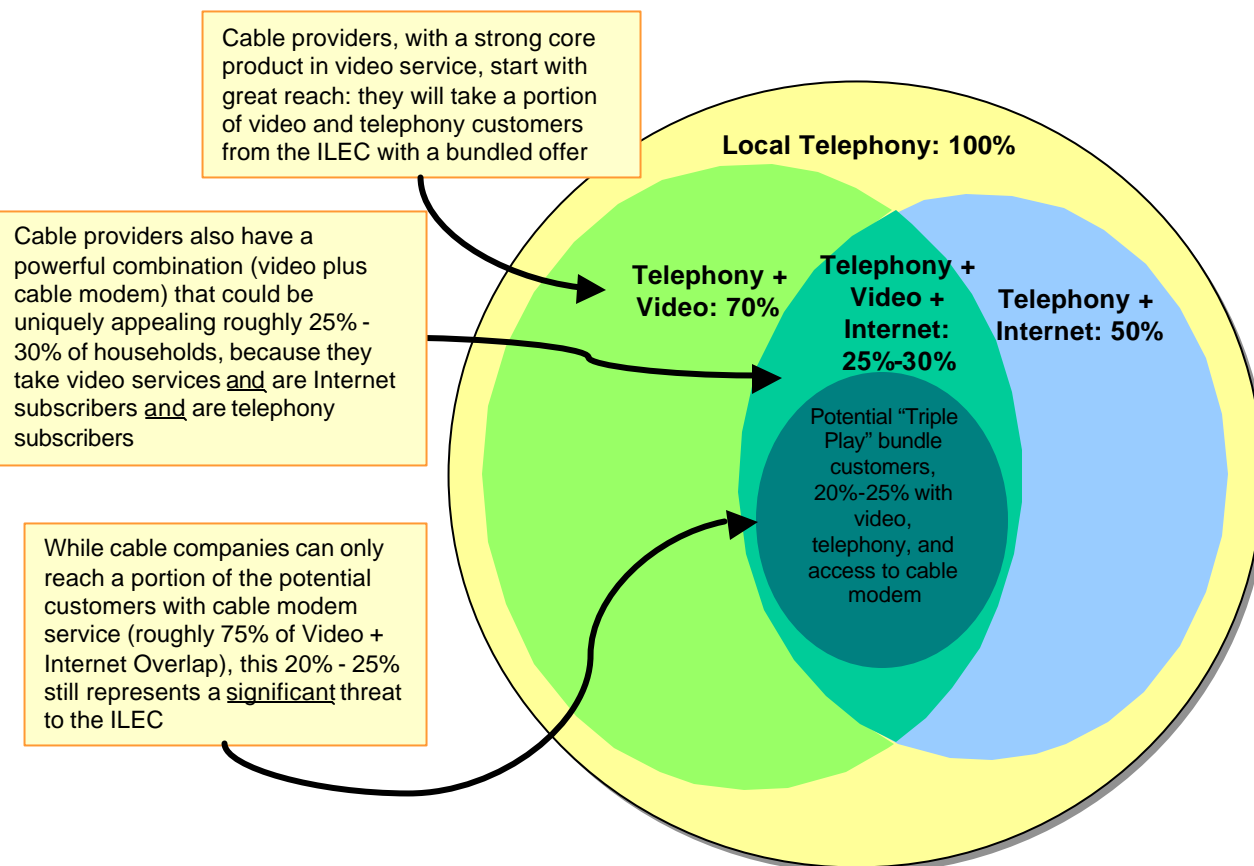 Cable providers, with a strong core
product in video service, start with
great reach: they will take a portion
of video and telephony customers
from the ILEC with a bundled offer
Cable providers also have a
powerful combination (video plus
cable modem) that could be
uniquely appealing roughly 25% -
30% of households, because they
take video services and are Internet
subscribers and are telephony
subscribers
While cable companies can only
reach a portion of the potential
customers with cable modem
service (roughly 75% of Video +
Internet Overlap), this 20% - 25%
still represents a significant threat
to the ILEC
Local Telephony: 100%
Telephony +
Video: 70%
Telephony +
Video +
Internet:
25%-30%
Telephony +
Internet: 50%
Potential “Triple
Play” bundle
customers,
20%-25% with
video,
telephony, and
access to cable
modem